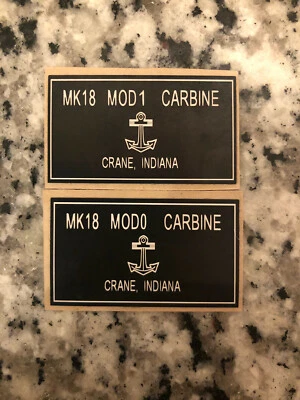 MK18 MOD1 CARBINE
CRANE, INDIANA
MK18 MOD0 CARBINE
CRANE, INDIANA